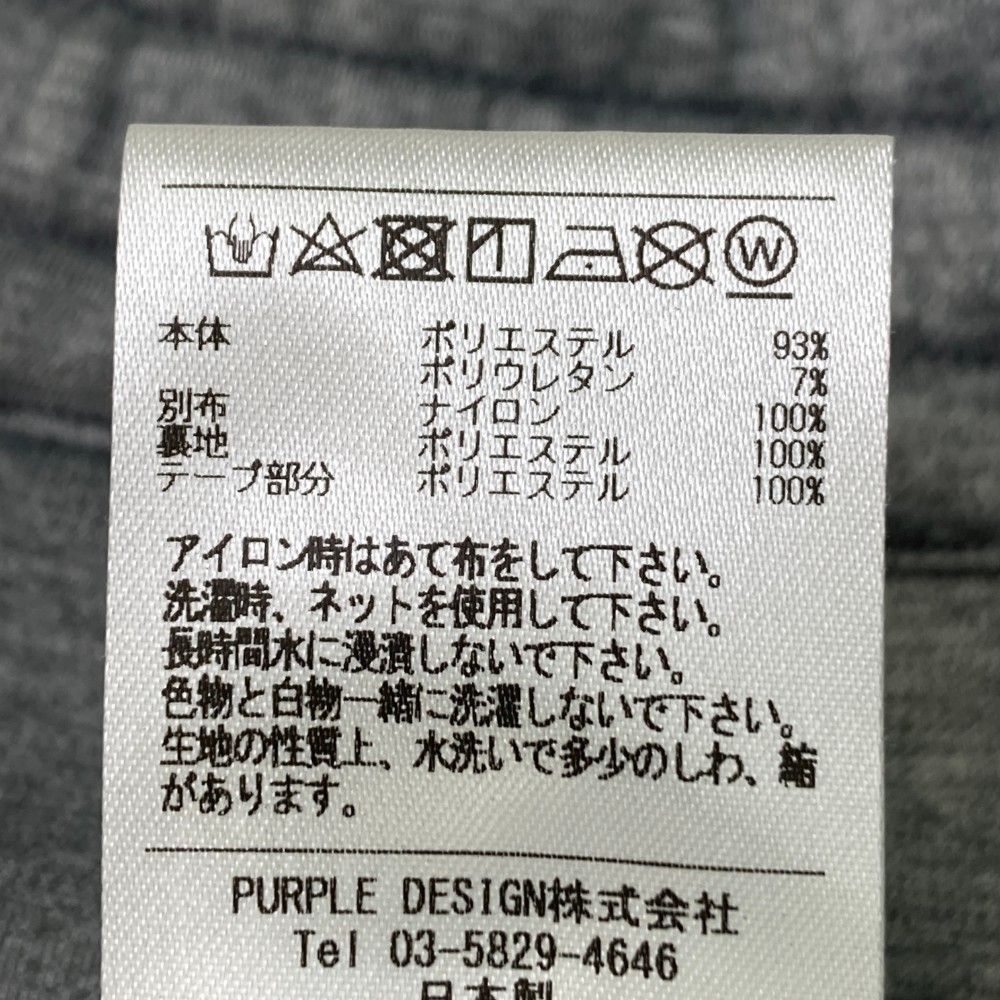 W
本体 ポリエステル 93%
ポリウレタン 7%
別布 ナイロン 100%
裏地 ポリエステル 100%
テープ部分 ポリエステル 100%
アイロン時はあて布をして下さい。
洗濯時、ネットを使用して下さい。
長時間水に浸漬しないで下さい。
色物と白物一緒に洗濯しないで下さい。
生地の性質上、水洗いで多少のしわ、縮
があります。
PURPLE DESIGN株式会社
Tel 03-5829-4646
日本製